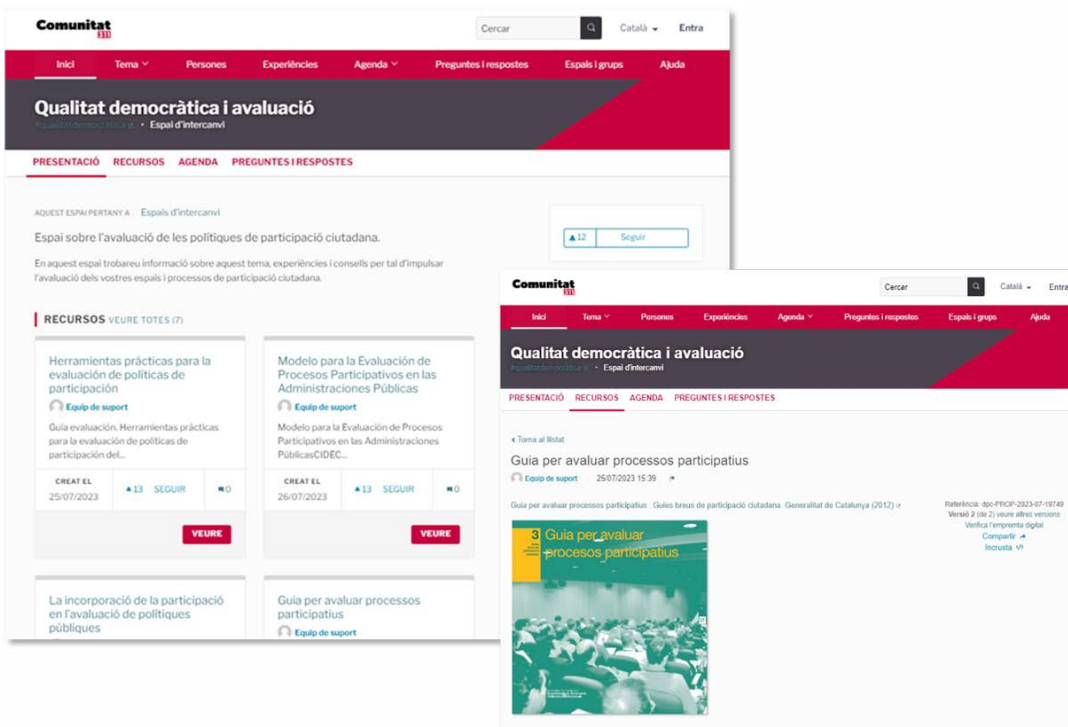 Comunitat
311
Cercar
Català
Entra
Inici Tema Persones Experiències Agenda Preguntes i respostes Espais i grups Ajuda
Qualitat democràtica i avaluació
• Espai d'intercanvi
PRESENTACIÓ RECURSOS AGENDA PREGUNTES I RESPOSTES
AQUEST ESPAI PERTANY A Espais d'intercanvi
Espai sobre l'avaluació de les polítiques de participació ciutadana.
12 Seguir
En aquest espai trobareu informació sobre aquest tema, experiències i consells per tal d'impulsar
l'avaluació dels vostres espais i processos de participació ciutadana.
RECURSOS VEURE TOTES (7)
Herramientas prácticas para la
evaluación de políticas de
participación
Equip de suport
Guía evaluación. Herramientas prácticas
para la evaluación de políticas de
participación del...
CREAT EL
25/07/2023
13 SEGUIR
0
VEURE
Modelo para la Evaluación de
Procesos Participativos en las
Administraciones Públicas
Equip de suport
Modelo para la Evaluación de Procesos
Participativos en las Administraciones
PúblicasCIDEC...
CREAT EL
26/07/2023
13 SEGUIR
0
VEURE
La incorporació de la participació
en l'avaluació de polítiques
públiques
Guia per avaluar processos
participatius
Equip de suport
Comunitat
311
Cercar
Català
Entra
Inici Tema Persones Experiències Agenda Preguntes i respostes Espais i grups Ajuda
Qualitat democràtica i avaluació
• Espai d'intercanvi
PRESENTACIÓ RECURSOS AGENDA PREGUNTES I RESPOSTES
Torna al llistat
Guia per avaluar processos participatius
Equip de suport 25/07/2023 15:39
Guia per avaluar processos participatius . Guies breus de participació ciutadana. Generalitat de Catalunya (2012)
Referència: dpc-PROP-2023-07-19749
Versió 2 (de 2) veure altres versions
Verifica l'empremta digital
Compartir
Incrusta
3 Guia per avaluar
procesos participatius